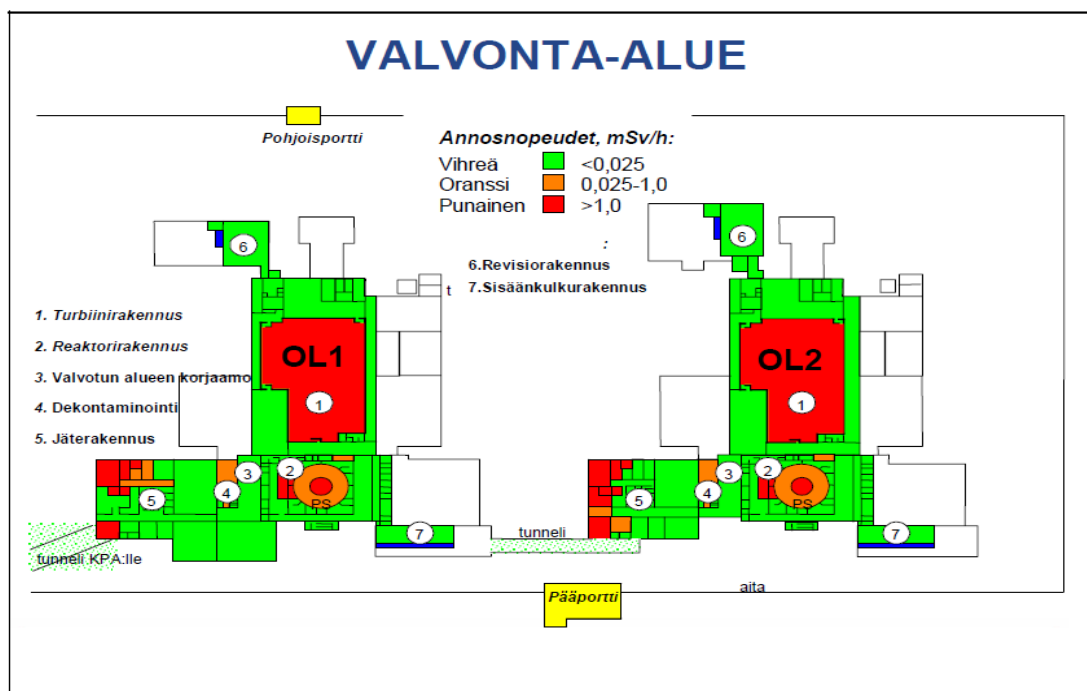 VALVONTA-ALUE
Pohjoisportti
Annosnopeudet, mSv/h:
Vihreä <0,025
Oranssi 0,025-1,0
Punainen >1,0
:
6.Revisiorakennus
7.Sisäänkulkurakennus
t
6
6
1. Turbiinirakennus
2. Reaktorirakennus
3. Valvotun alueen korjaamo
4. Dekontaminointi
5. Jäterakennus
OL1
OL2
1
1
2
2
3
3
4
4
5
5
PS
PS
7
7
tunneli
tunneli KPA:lle
Pääportti
aita